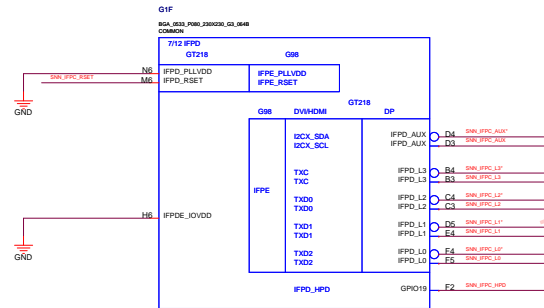 G1F
BGA_0533_P080_230X230_G3_064B
COMMON
7/12 IFPD
GT218 G98
N6 IFPD_PLLVDD IFPE_PLLVDD
SNN_IFPC_RSET M6 IFPD_RSET IFPE_RSET
GND
GT218
G98 DVI/HDMI DP
I2CX_SDA IFPD_AUX D4 SNN_IFPC_AUX*
I2CX_SCL IFPD_AUX D3 SNN_IFPC_AUX
TXC IFPD_L3 B4 SNN_IFPC_L3*
TXC IFPD_L3 B3 SNN_IFPC_L3
IFPE
TXD0 IFPD_L2 C4 SNN_IFPC_L2*
TXD0 IFPD_L2 C3 SNN_IFPC_L2
H6 IFPDE_IOVDD
TXD1 IFPD_L1 D5 SNN_IFPC_L1*
TXD1 IFPD_L1 E4 SNN_IFPC_L1
GND
TXD2 IFPD_L0 F4 SNN_IFPC_L0*
TXD2 IFPD_L0 F5 SNN_IFPC_L0
IFPD_HPD GPIO19 F2 SNN_IFPC_HPD